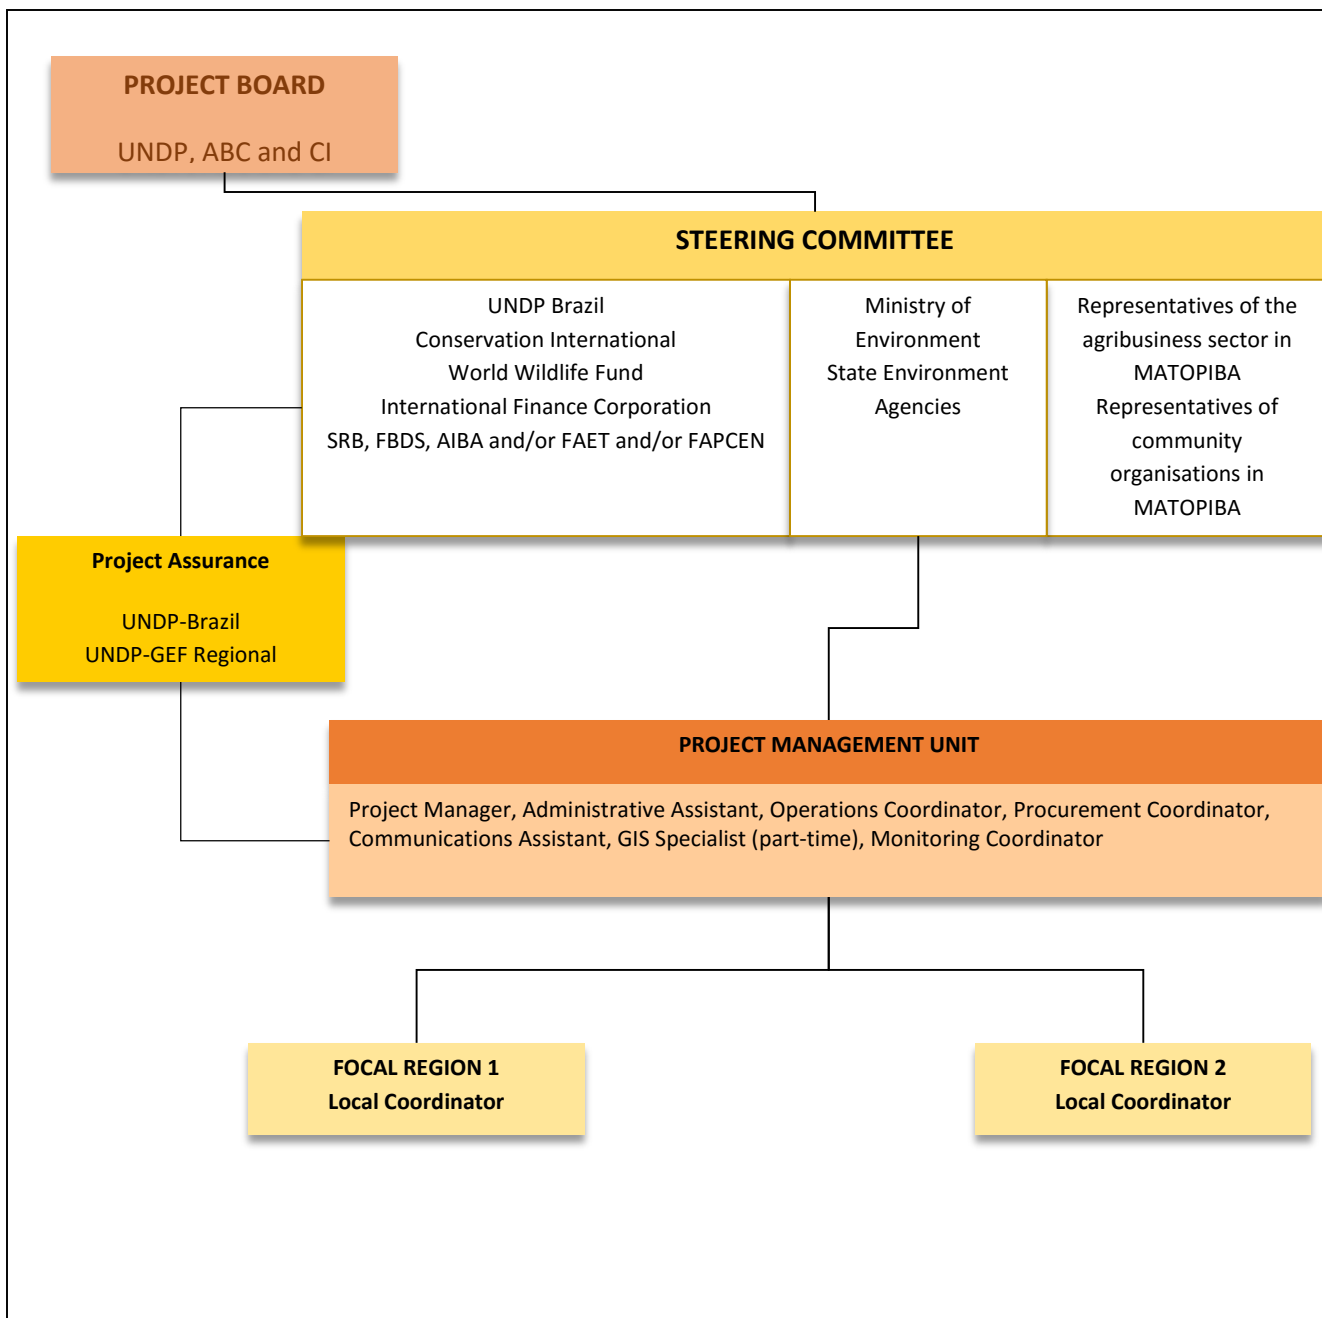 PROJECT BOARD
UNDP, ABC and CI
STEERING COMMITTEE
UNDP Brazil
Conservation International
World Wildlife Fund
International Finance Corporation
SRB, FBDS, AIBA and/or FAET and/or FAPCEN
Ministry of
Environment
State Environment
Agencies
Representatives of the
agribusiness sector in
MATOPIBA
Representatives of
community
organisations in
MATOPIBA
Project Assurance
UNDP-Brazil
UNDP-GEF Regional
PROJECT MANAGEMENT UNIT
Project Manager, Administrative Assistant, Operations Coordinator, Procurement Coordinator,
Communications Assistant, GIS Specialist (part-time), Monitoring Coordinator
FOCAL REGION 1
Local Coordinator
FOCAL REGION 2
Local Coordinator